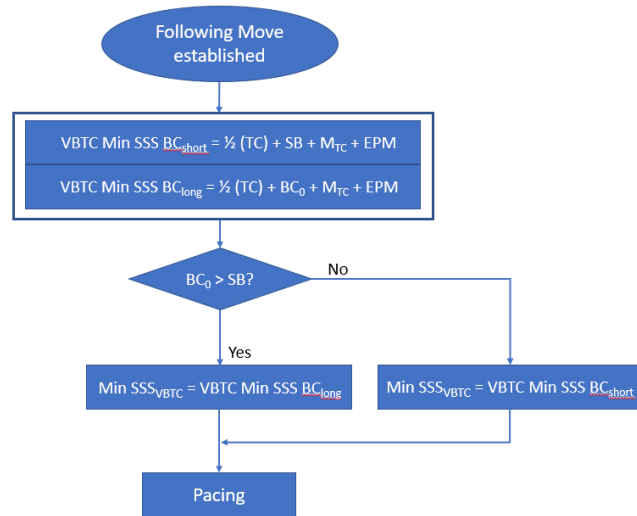 Following Move
established
VBTC Min SSS BCshort = ½ (TC) + SB + MTC + EPM
VBTC Min SSS BClong = ½ (TC) + BC0 + MTC + EPM
BC0 > SB?
No
Yes
Min SSSVBTC = VBTC Min SSS BClong
Min SSSVBTC = VBTC Min SSS BCshort
Pacing